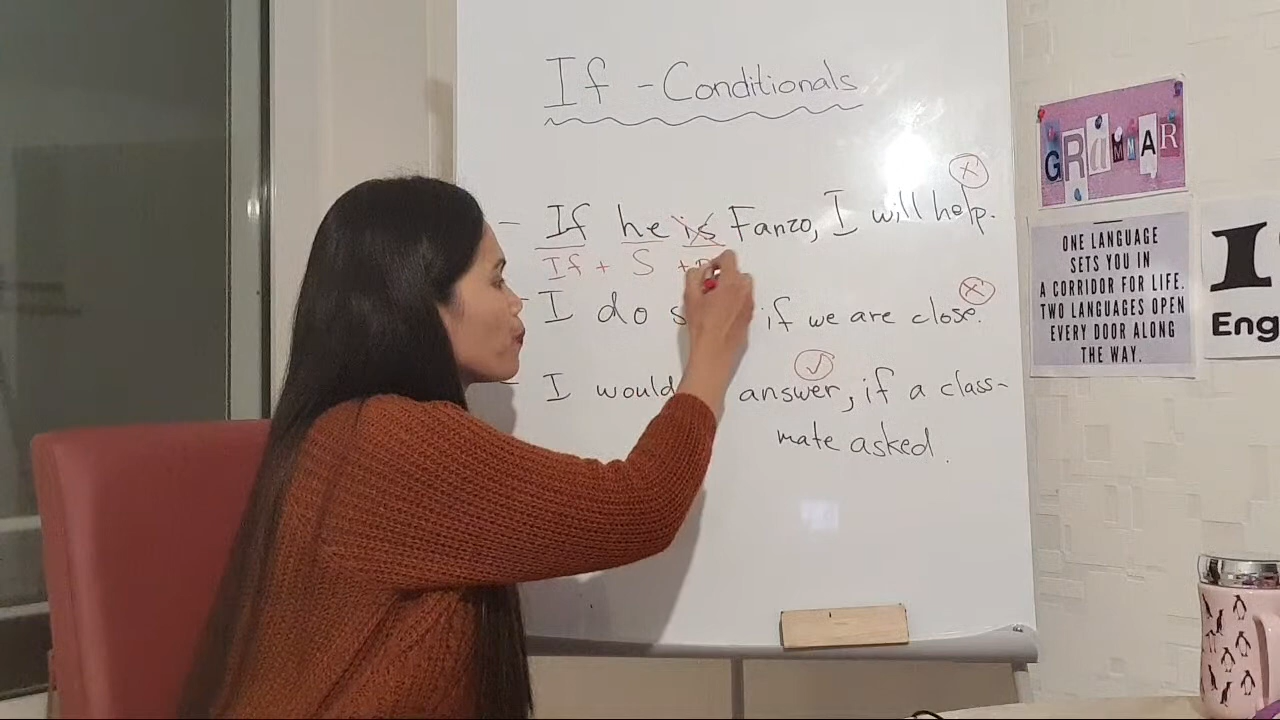 If - Conditionals
- If he is Fanzo, I will help.
If + S +
- I do if we are close.
- I would answer, if a class-
mate asked.
GRAMMAR
ONE LANGUAGE
SETS YOU IN
A CORRIDOR FOR LIFE.
TWO LANGUAGES OPEN
EVERY DOOR ALONG
THE WAY.
I
Eng